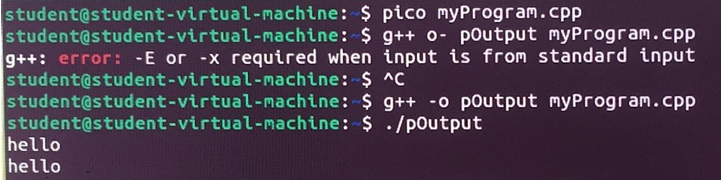 student@student-virtual-machine:~$ pico myProgram.cpp
student@student-virtual-machine:~$ g++ o- pOutput myProgram.cpp
g++: error: -E or -x required when input is from standard input
student@student-virtual-machine:~$ ^C
student@student-virtual-machine:~$ g++ -o pOutput myProgram.cpp
student@student-virtual-machine:~$ ./pOutput
hello
hello